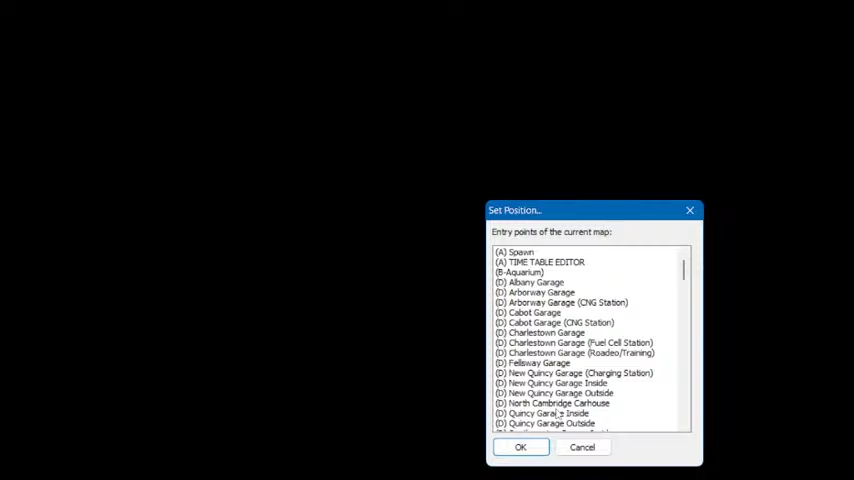 Set Position...
Entry points of the current map:
(A) Spawn
(A) TIME TABLE EDITOR
(B-Aquarium)
(D) Albany Garage
(D) Arborway Garage
(D) Arborway Garage (CNG Station)
(D) Cabot Garage
(D) Cabot Garage (CNG Station)
(D) Charlestown Garage
(D) Charlestown Garage (Fuel Cell Station)
(D) Charlestown Garage (Roadeo/Training)
(D) Fellsway Garage
(D) New Quincy Garage (Charging Station)
(D) New Quincy Garage Inside
(D) New Quincy Garage Outside
(D) North Cambridge Carhouse
(D) Quincy Garage Inside
(D) Quincy Garage Outside
OK
Cancel